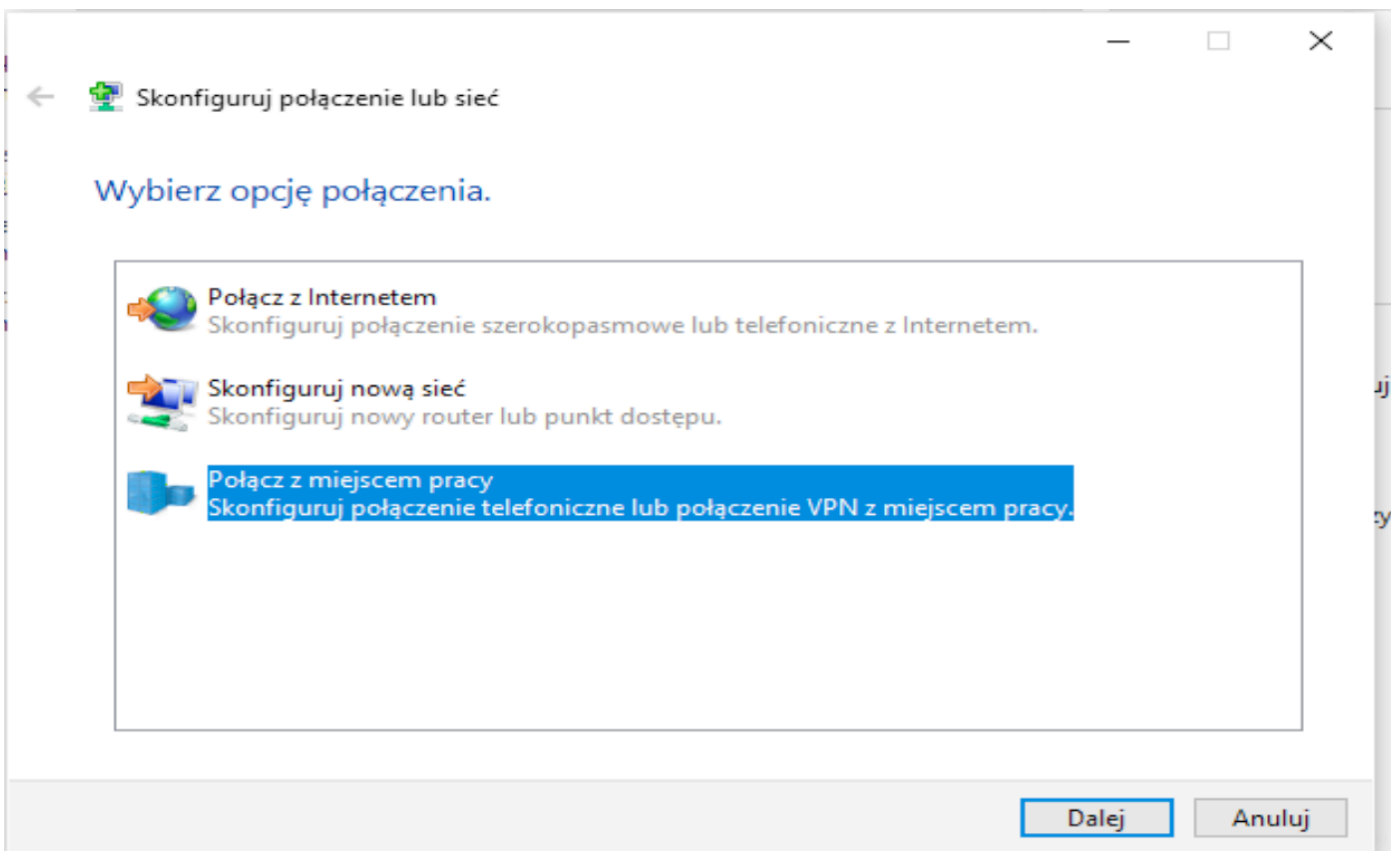 Skonfiguruj połączenie lub sieć
Wybierz opcję połączenia.
Połącz z Internetem
Skonfiguruj połączenie szerokopasmowe lub telefoniczne z Internetem.
Skonfiguruj nową sieć
Skonfiguruj nowy router lub punkt dostępu.
Połącz z miejscem pracy
Skonfiguruj połączenie telefoniczne lub połączenie VPN z miejscem pracy.
Dalej Anuluj